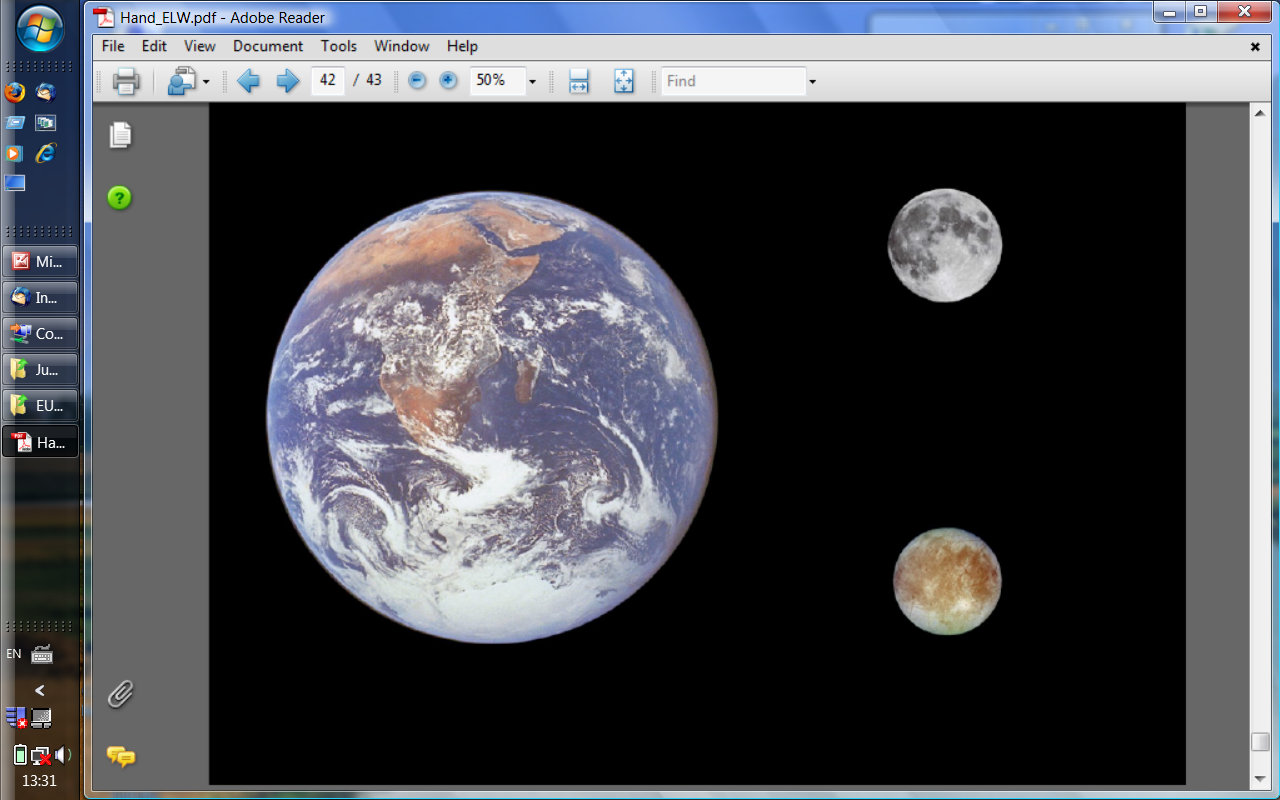 Hand_ELW.pdf - Adobe Reader
File Edit View Document Tools Window Help
42 / 43 50% Find
Mi...
In...
Co...
Ju...
EU...
Ha...
EN
13:31